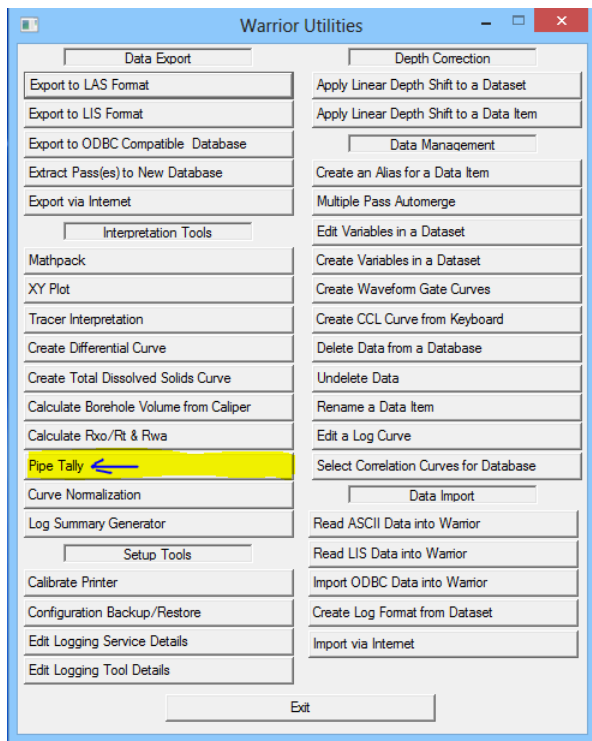 Warrior Utilities
Data Export
Export to LAS Format
Export to LIS Format
Export to ODBC Compatible Database
Extract Pass(es) to New Database
Export via Internet
Interpretation Tools
Mathpack
XY Plot
Tracer Interpretation
Create Differential Curve
Create Total Dissolved Solids Curve
Calculate Borehole Volume from Caliper
Calculate Rxo/Rt & Rwa
Pipe Tally
Curve Normalization
Log Summary Generator
Setup Tools
Calibrate Printer
Configuration Backup/Restore
Edit Logging Service Details
Edit Logging Tool Details
Depth Correction
Apply Linear Depth Shift to a Dataset
Apply Linear Depth Shift to a Data Item
Data Management
Create an Alias for a Data Item
Multiple Pass Automerge
Edit Variables in a Dataset
Create Variables in a Dataset
Create Waveform Gate Curves
Create CCL Curve from Keyboard
Delete Data from a Database
Undelete Data
Rename a Data Item
Edit a Log Curve
Select Correlation Curves for Database
Data Import
Read ASCII Data into Warrior
Read LIS Data into Warrior
Import ODBC Data into Warrior
Create Log Format from Dataset
Import via Internet
Exit